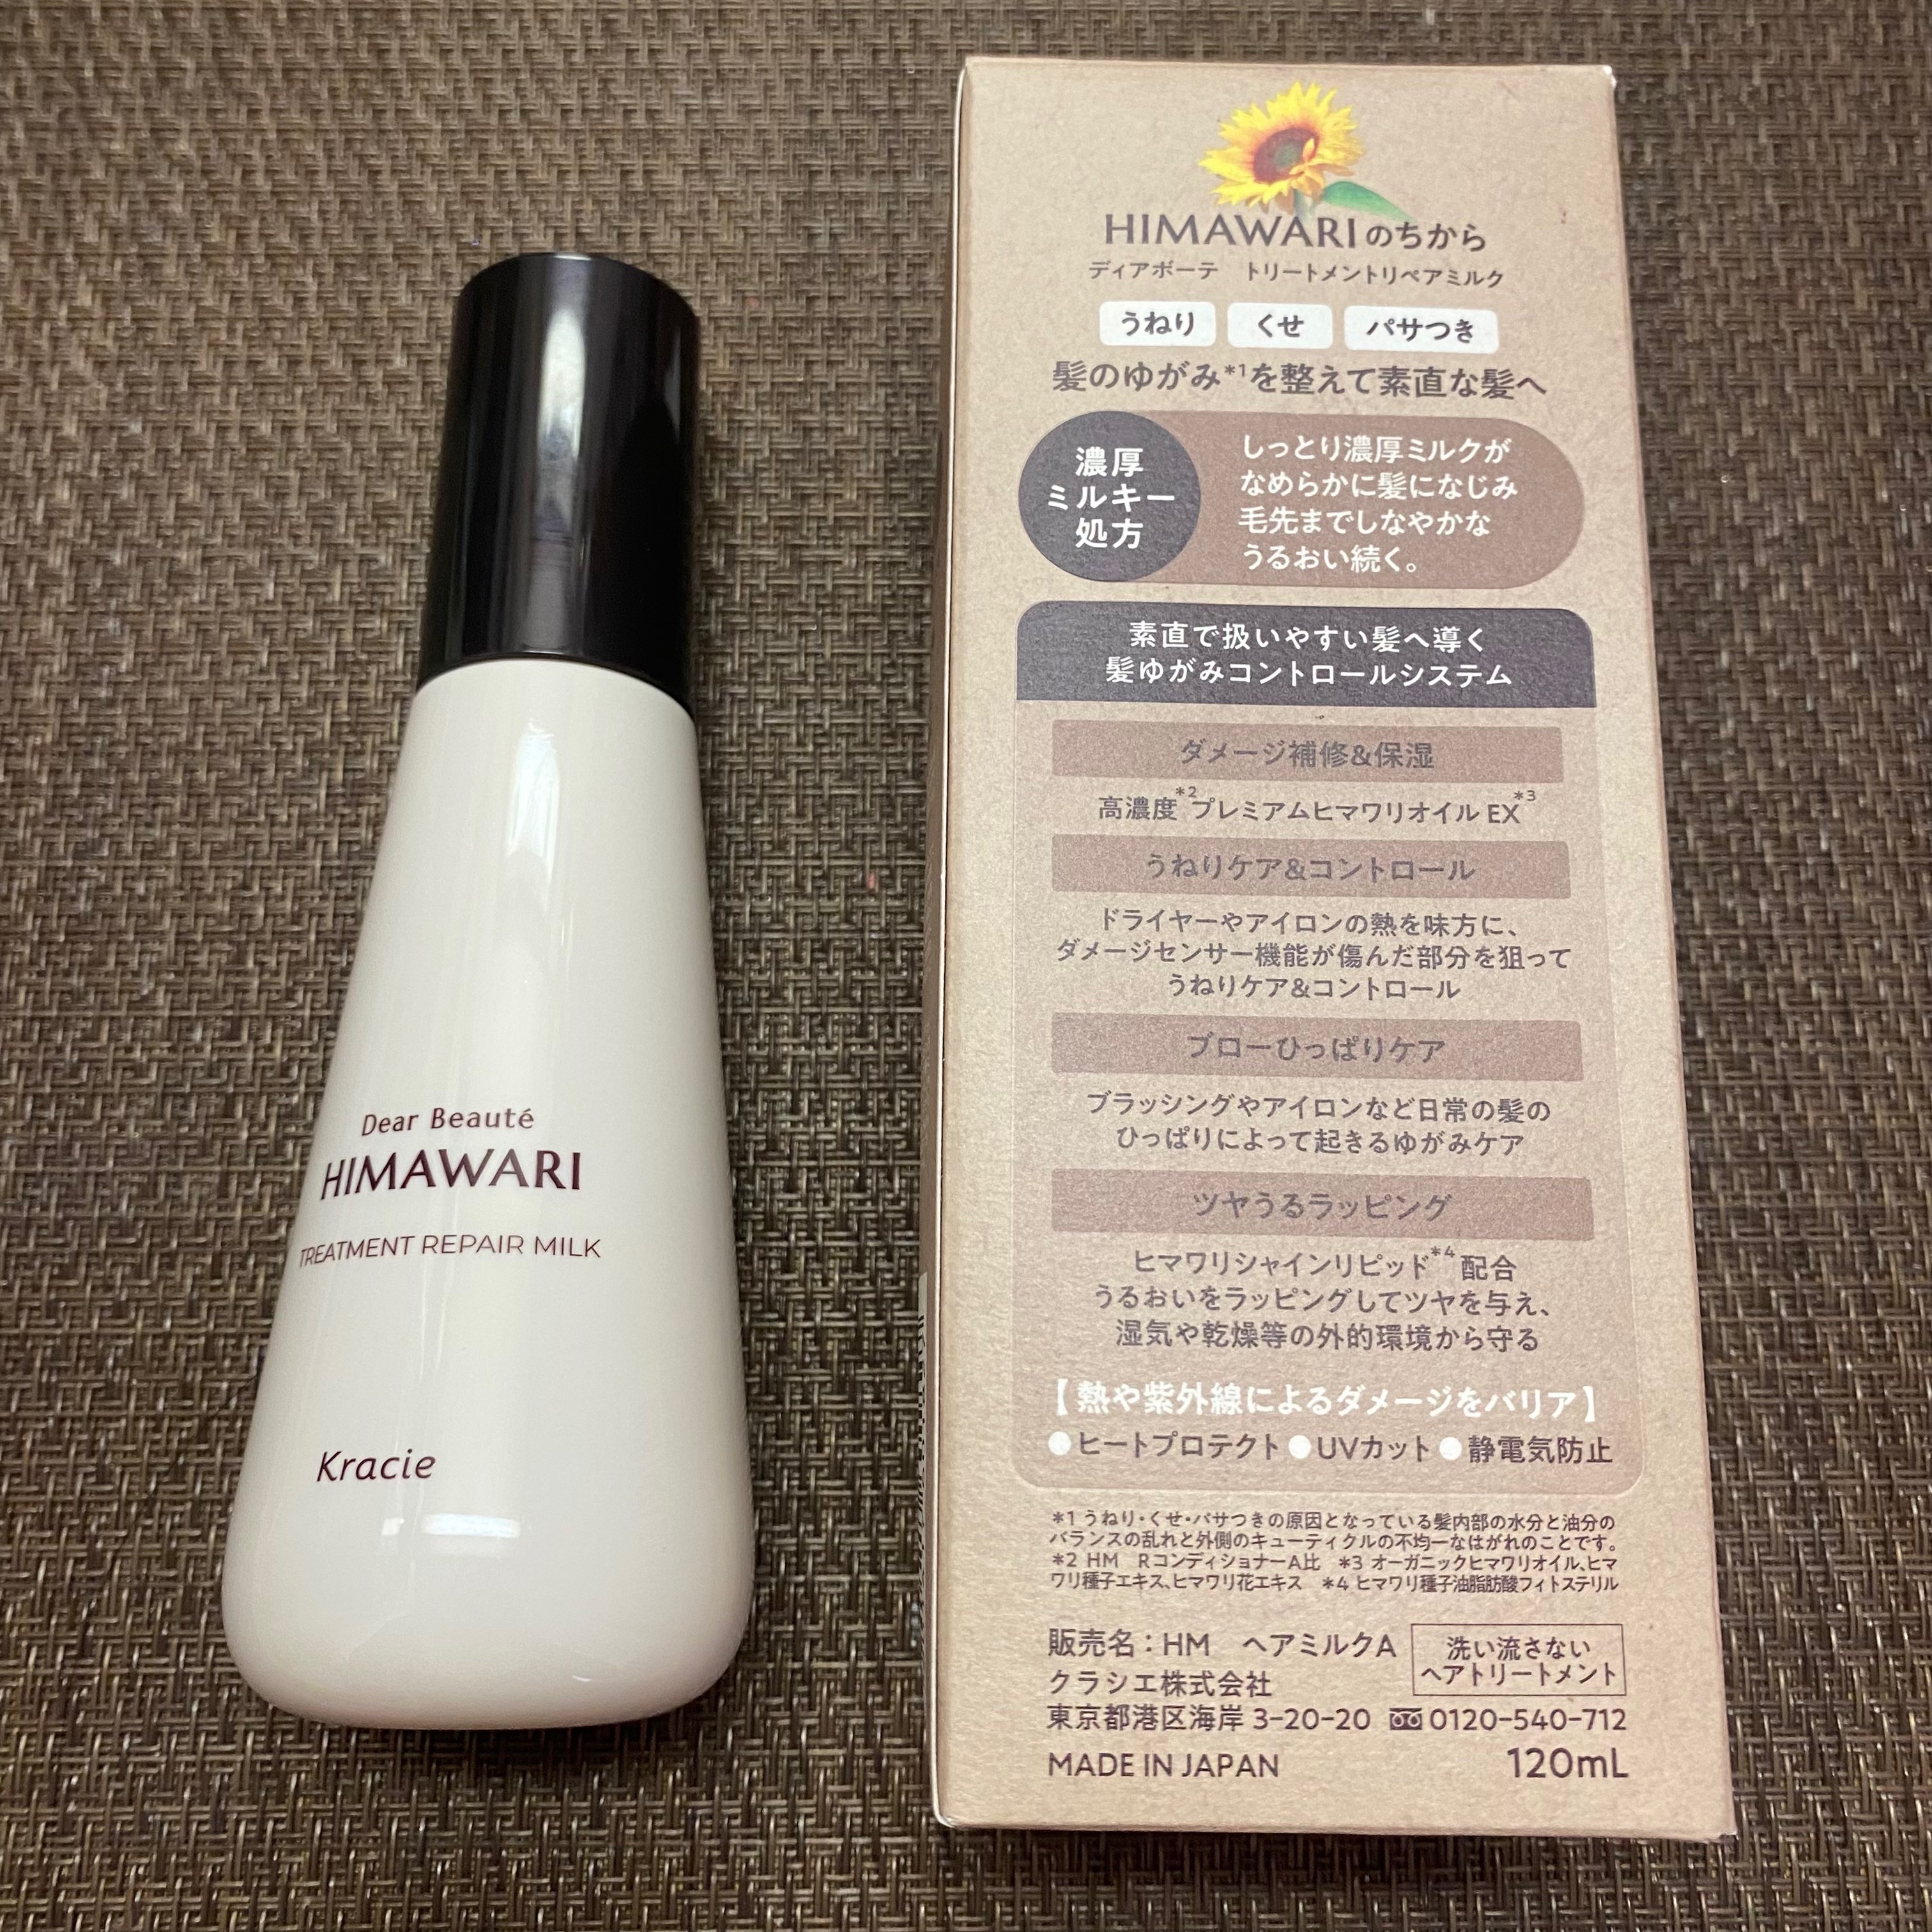 Dear Beauté
HIMAWARI
TREATMENT REPAIR MILK
Kracie
HIMAWARIのちから
ディアボーテ　トリートメントリペアミルク
うねり くせ パサつき
髪のゆがみ*1を整えて素直な髪へ
濃厚
ミルキー
処方
しっとり濃厚ミルクが
なめらかに髪になじみ
毛先までしなやかな
うるおい続く。
素直で扱いやすい髪へ導く
髪ゆがみコントロールシステム
ダメージ補修&保湿
高濃度*2プレミアムヒマワリオイル EX*3
うねりケア&コントロール
ドライヤーやアイロンの熱を味方に、
ダメージセンサー機能が傷んだ部分を狙って
うねりケア&コントロール
ブローひっぱりケア
ブラッシングやアイロンなど日常の髪の
ひっぱりによって起きるゆがみケア
ツヤうるラッピング
ヒマワリシャインリピッド*4 配合
うるおいをラッピングしてツヤを与え、
湿気や乾燥等の外的環境から守る
【熱や紫外線によるダメージをバリア】
●ヒートプロテクト ●UVカット ●静電気防止
*1 うねり・くせ・パサつきの原因となっている髪内部の水分と油分の
バランスの乱れと外側のキューティクルの不均一なはがれのことです。
*2 HM　RコンディショナーA比　*3 オーガニックヒマワリオイル、ヒマ
ワリ種子エキス、ヒマワリ花エキス　*4 ヒマワリ種子油脂肪酸フィトステリル
販売名：HM　ヘアミルクA
クラシエ株式会社
洗い流さない
ヘアトリートメント
東京都港区海岸 3-20-20 0120-540-712
MADE IN JAPAN 120mL